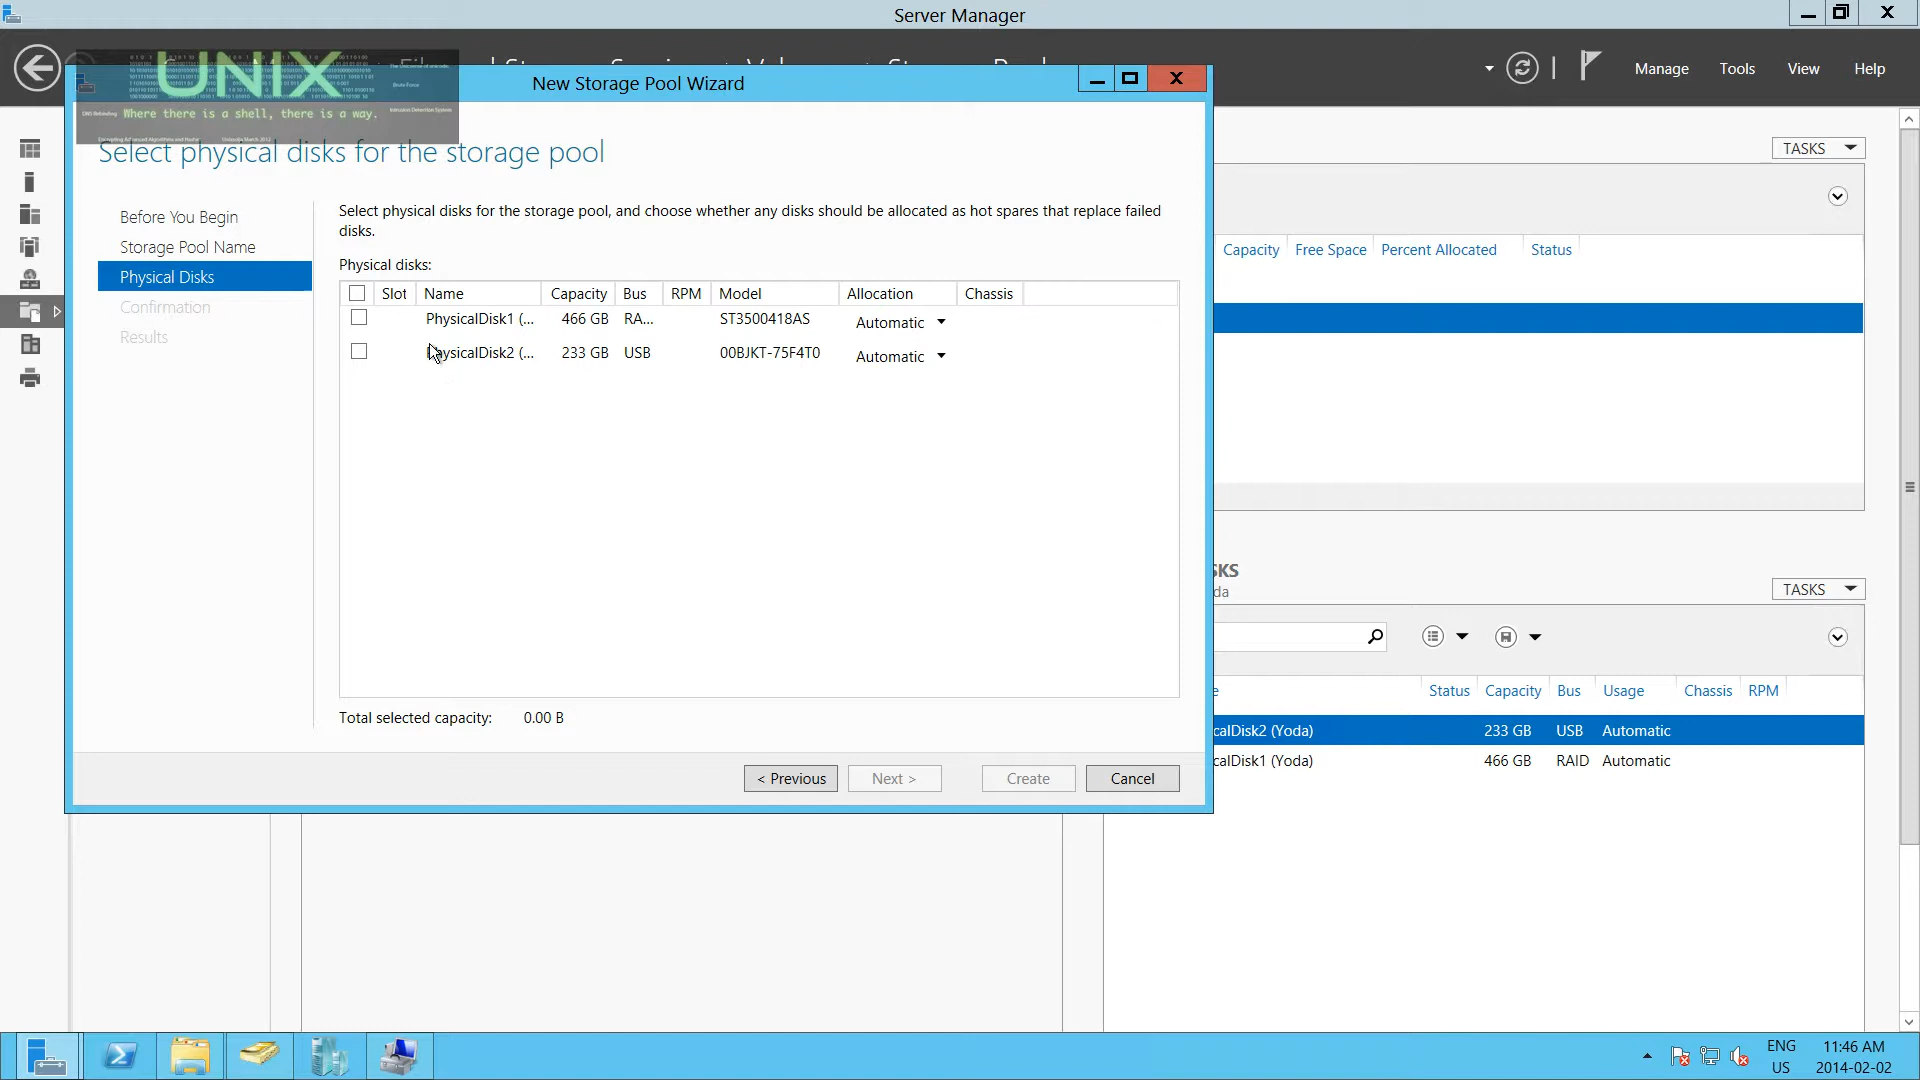 Server Manager
UNIX
Where there is a shell, there is a way.
New Storage Pool Wizard
Manage
Tools
View
Help
Select physical disks for the storage pool
Before You Begin
Storage Pool Name
Physical Disks
Confirmation
Results
Select physical disks for the storage pool, and choose whether any disks should be allocated as hot spares that replace failed
disks.
Physical disks:
Slot Name Capacity Bus RPM Model Allocation Chassis
PhysicalDisk1 (... 466 GB RA... ST3500418AS Automatic
PhysicalDisk2 (... 233 GB USB 00BJKT-75F4T0 Automatic
Total selected capacity: 0.00 B
< Previous
Next >
Create
Cancel
TASKS
Capacity Free Space Percent Allocated Status
SKS
da
TASKS
e Status Capacity Bus Usage Chassis RPM
calDisk2 (Yoda) 233 GB USB Automatic
calDisk1 (Yoda) 466 GB RAID Automatic
ENG
US
11:46 AM
2014-02-02